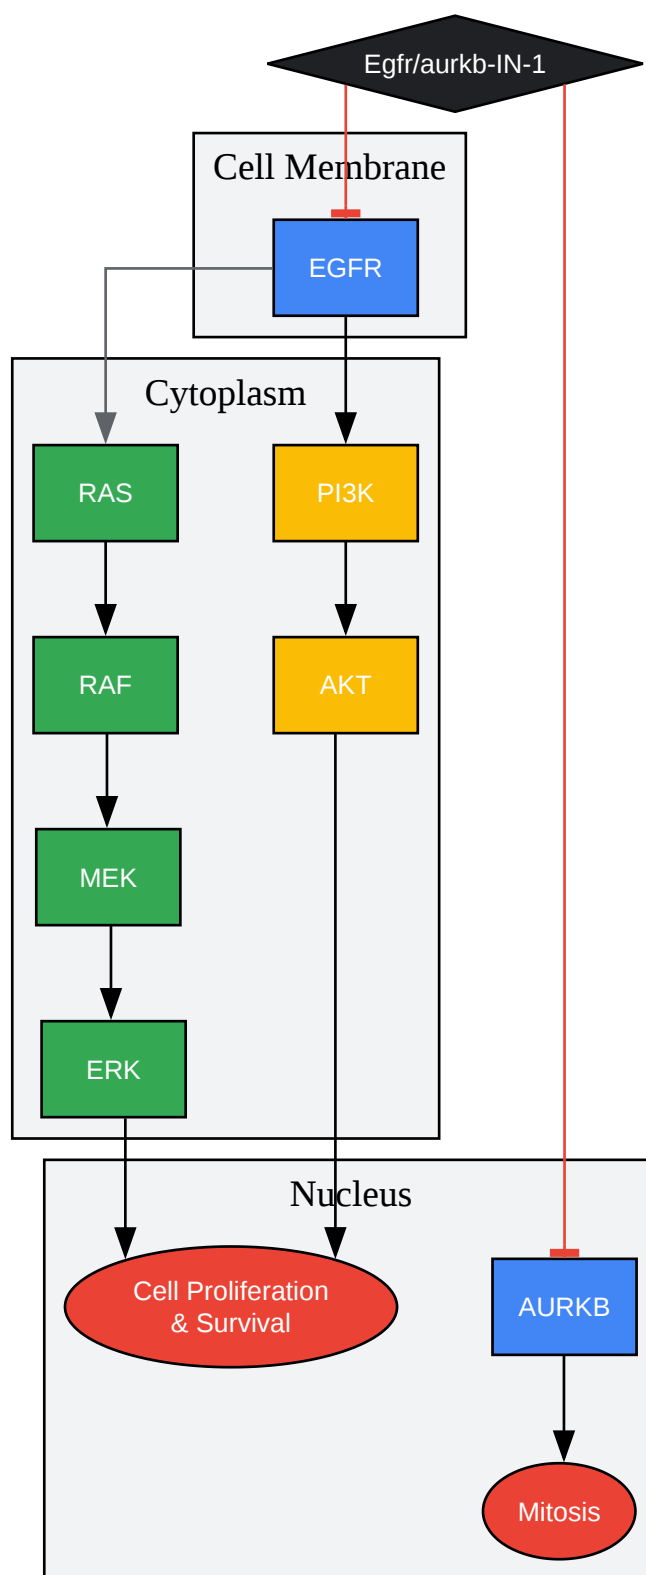 Egfr/aurkb-IN-1
Cell Membrane
EGFR
Cytoplasm
RAS
PI3K
RAF
AKT
MEK
ERK
Nucleus
Cell Proliferation
& Survival
AURKB
Mitosis